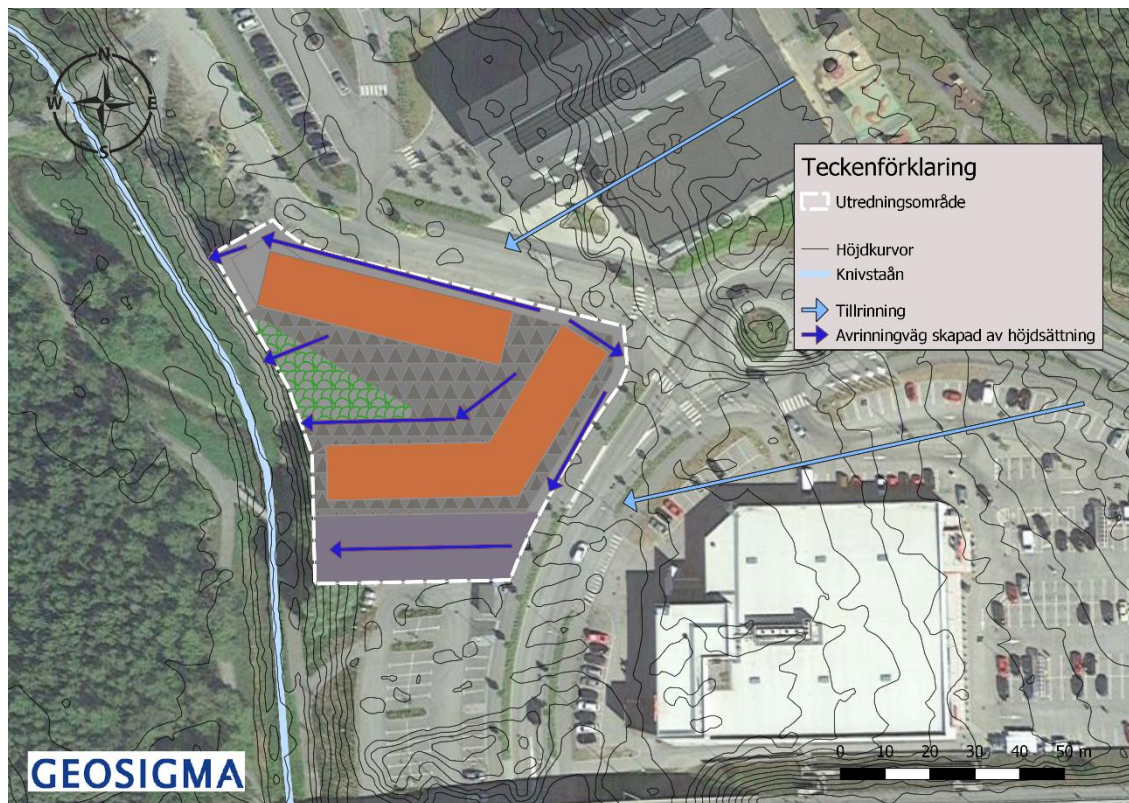 N
W E
S
Teckenförklaring
Utredningsområde
Höjdkurvor
Knivstaån
Tillrinning
Avrinningväg skapad av höjdsättning
0 10 20 30 40 50 m
GEOSIGMA